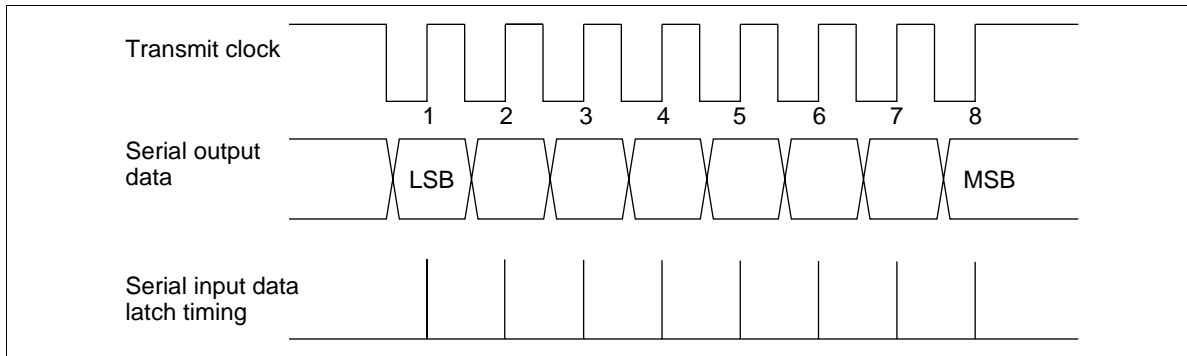 Transmit clock
1 2 3 4 5 6 7 8
Serial output
data
LSB MSB
Serial input data
latch timing